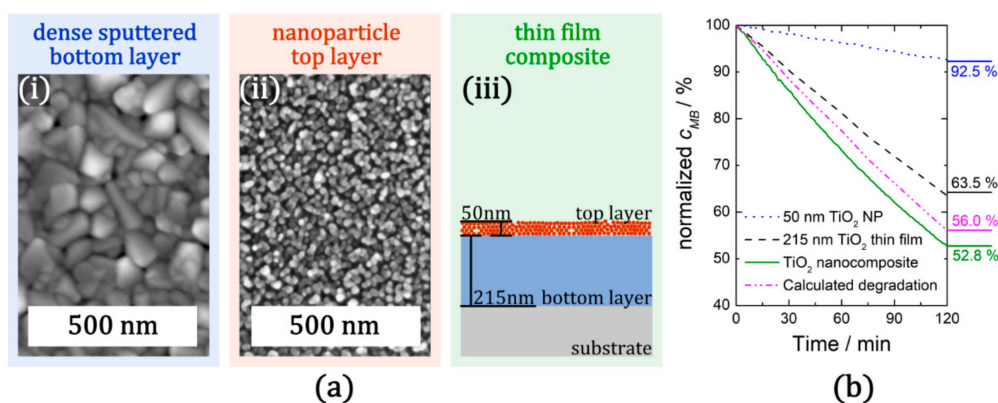 dense sputtered
bottom layer
(i)
500 nm
nanoparticle
top layer
(ii)
500 nm
thin film
composite
(iii)
50nm
top layer
215nm bottom layer
substrate
(a)
normalized c_MB / %
100
90
80
70
60
50
40
50 nm TiO₂ NP
215 nm TiO₂ thin film
TiO₂ nanocomposite
Calculated degradation
92.5 %
63.5 %
56.0 %
52.8 %
0 30 60 90 120
Time / min
(b)